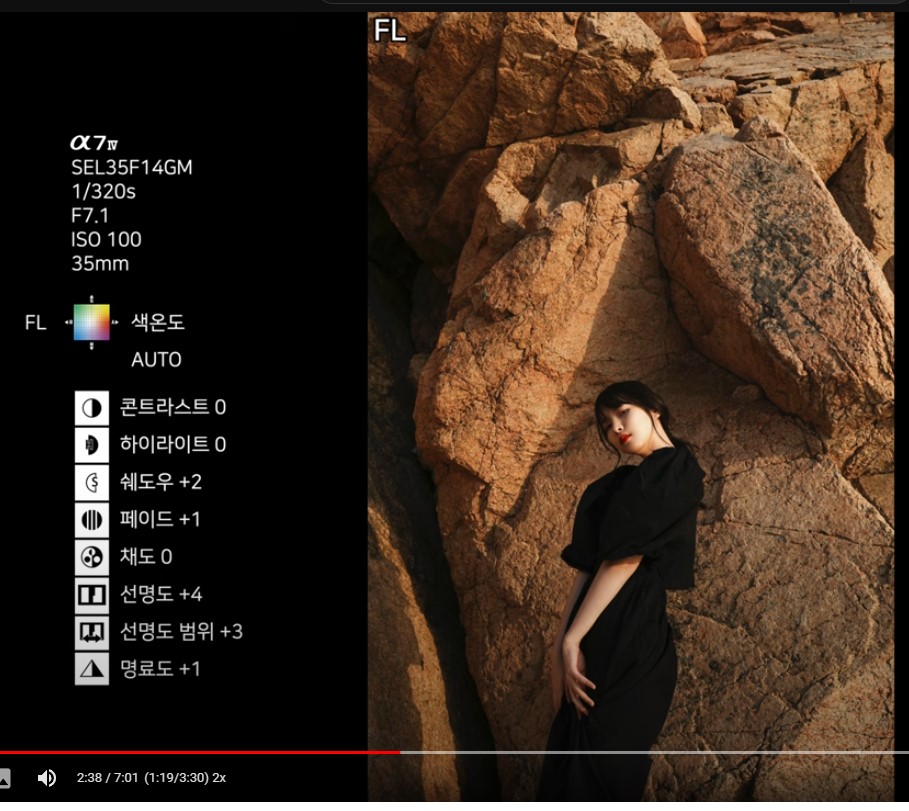 FL
α7Ⅳ
SEL35F14GM
1/320s
F7.1
ISO 100
35mm
FL 색온도
AUTO
콘트라스트 0
하이라이트 0
쉐도우 +2
페이드 +1
채도 0
선명도 +4
선명도 범위 +3
명료도 +1
2:38 / 7:01 (1:19/3:30) 2x